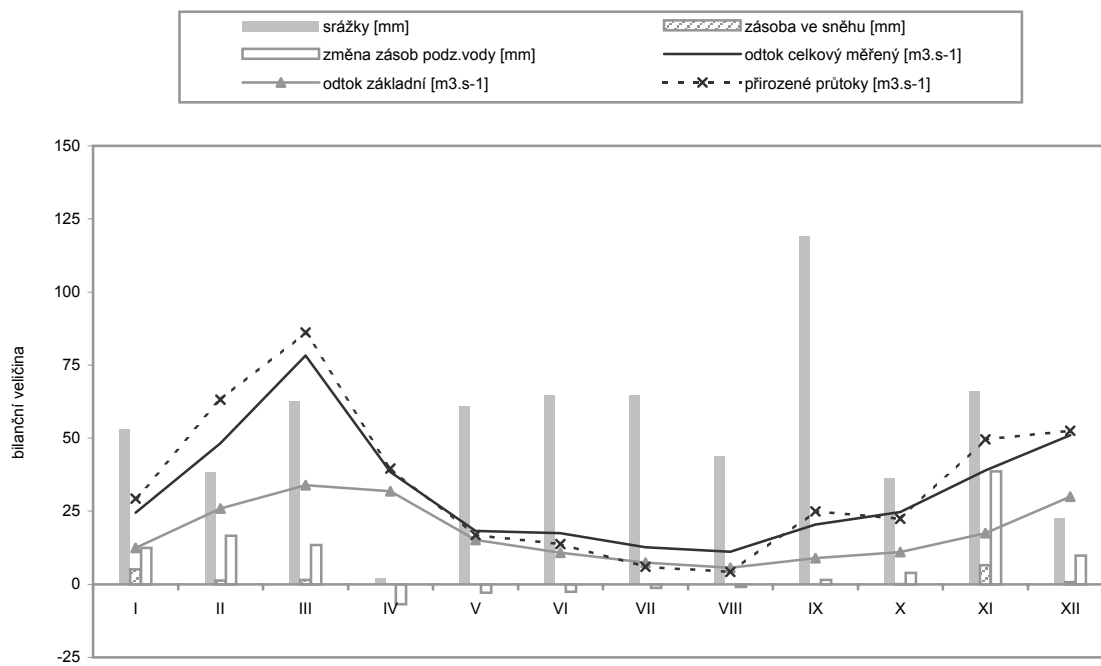 srážky [mm] zásoba ve sněhu [mm]
změna zásob podz.vody [mm] odtok celkový měřený [m3.s-1]
odtok základní [m3.s-1] přirozené průtoky [m3.s-1]
150
125
100
75
50
25
0
-25
bilanční veličina
I II III IV V VI VII VIII IX X XI XII